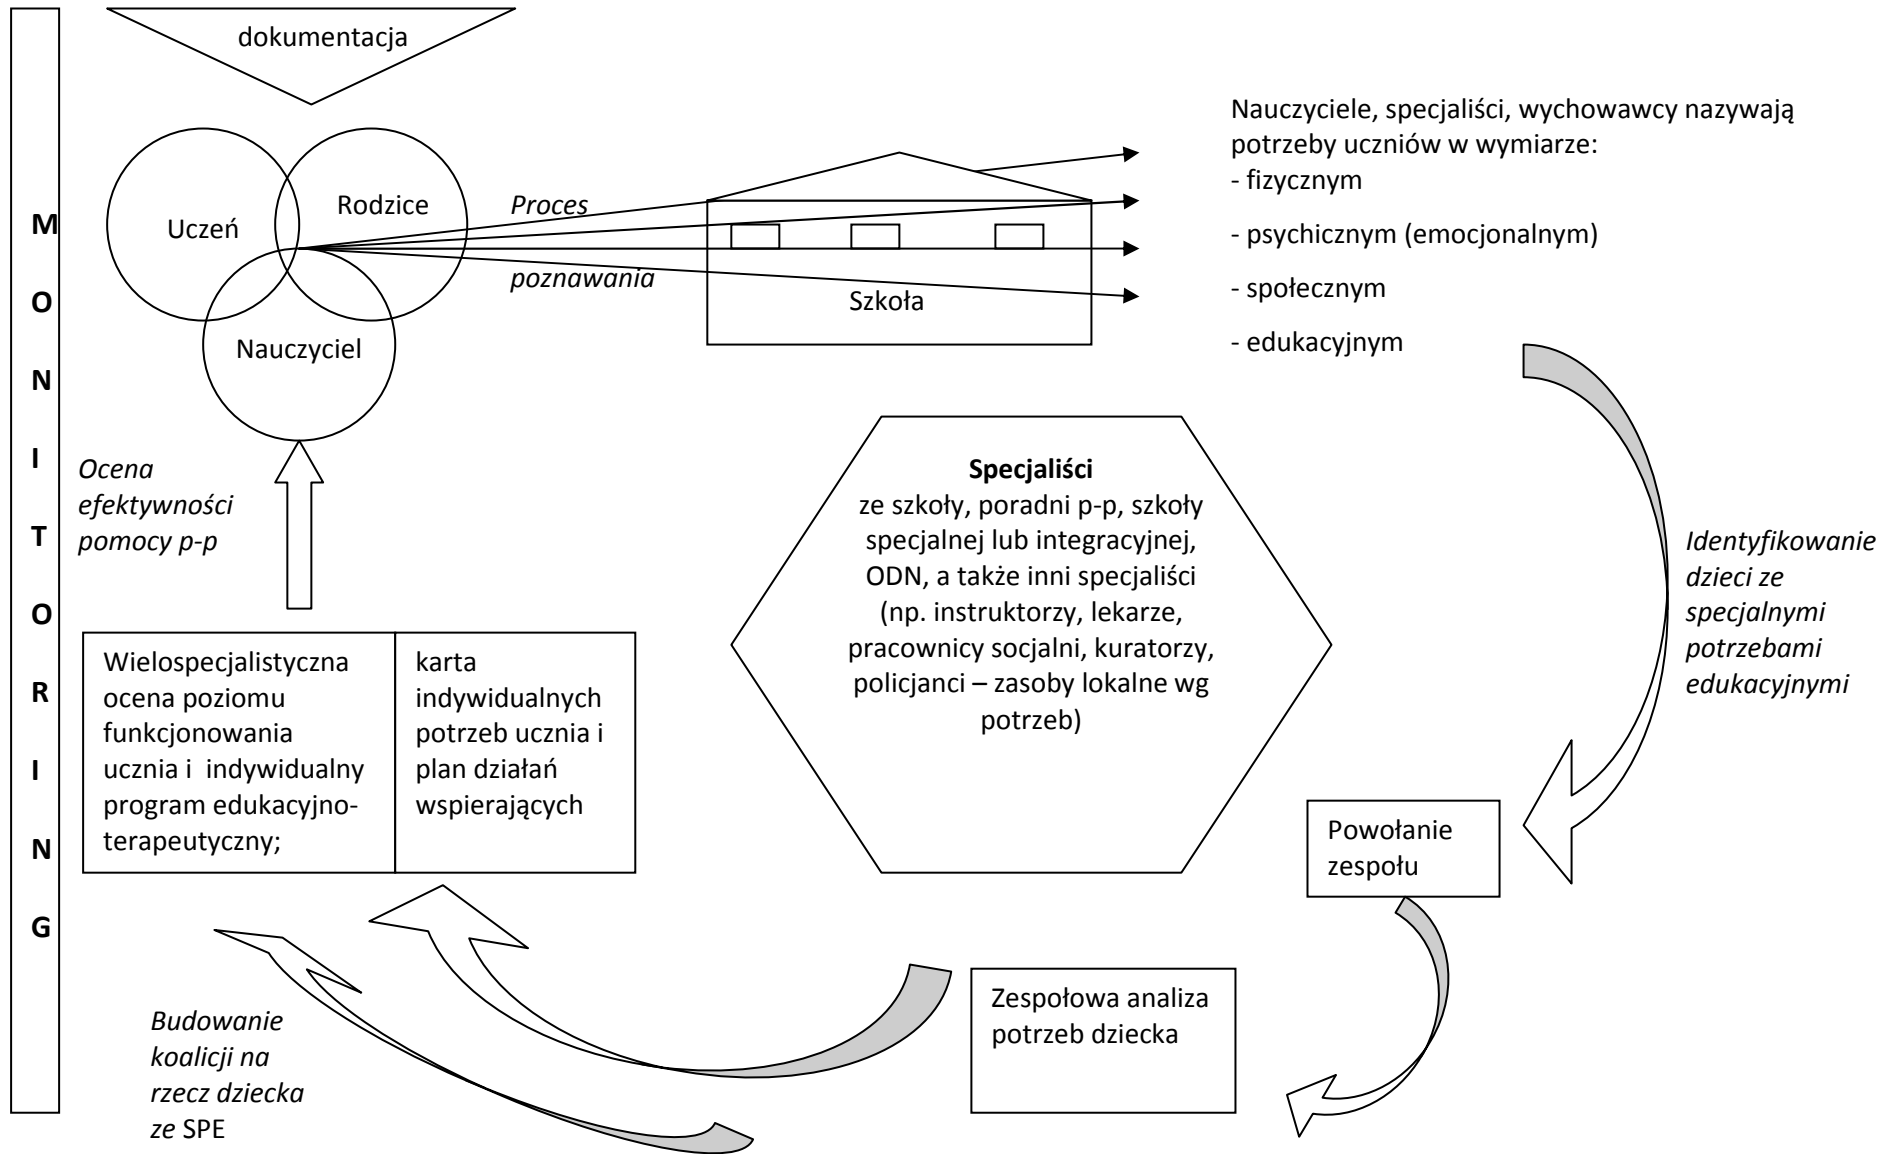 dokumentacja
M
O
N
I
T
O
R
I
N
G
Uczeń
Rodzice
Nauczyciel
Proces
poznawania
Szkoła
Nauczyciele, specjaliści, wychowawcy nazywają
potrzeby uczniów w wymiarze:
- fizycznym
- psychicznym (emocjonalnym)
- społecznym
- edukacyjnym
Ocena
efektywności
pomocy p-p
Specjaliści
ze szkoły, poradni p-p, szkoły
specjalnej lub integracyjnej,
ODN, a także inni specjaliści
(np. instruktorzy, lekarze,
pracownicy socjalni, kuratorzy,
policjanci – zasoby lokalne wg
potrzeb)
Identyfikowanie
dzieci ze
specjalnymi
potrzebami
edukacyjnymi
Wielospecjalistyczna
ocena poziomu
funkcjonowania
ucznia i indywidualny
program edukacyjno-
terapeutyczny;
karta
indywidualnych
potrzeb ucznia i
plan działań
wspierających
Powołanie
zespołu
Zespołowa analiza
potrzeb dziecka
Budowanie
koalicji na
rzecz dziecka
ze SPE